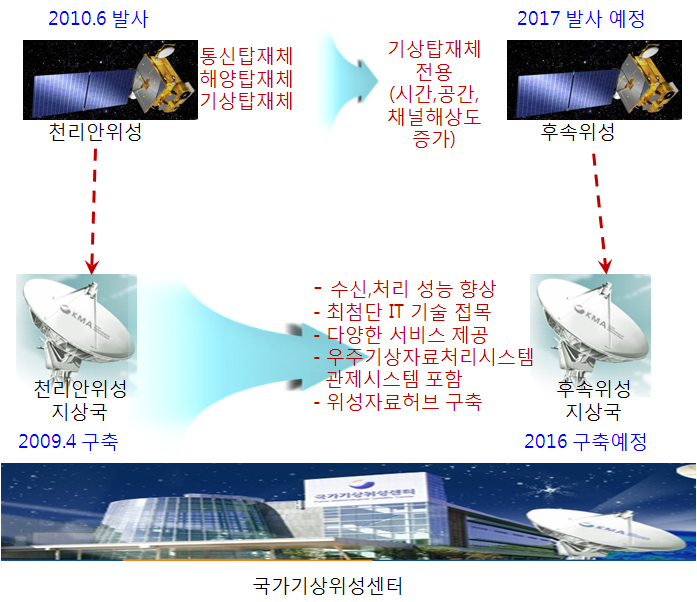 2010.6 발사
2017 발사 예정
통신탑재체
해양탑재체
기상탑재체
기상탑재체
전용
(시간,공간,
채널해상도
증가)
천리안위성
후속위성
- 수신,처리 성능 향상
- 최첨단 IT 기술 접목
- 다양한 서비스 제공
- 우주기상자료처리시스템
관제시스템 포함
- 위성자료허브 구축
KMA
KMA
천리안위성
지상국
후속위성
지상국
2009.4 구축
2016 구축예정
국가기상위성센터
KMA
국가기상위성센터